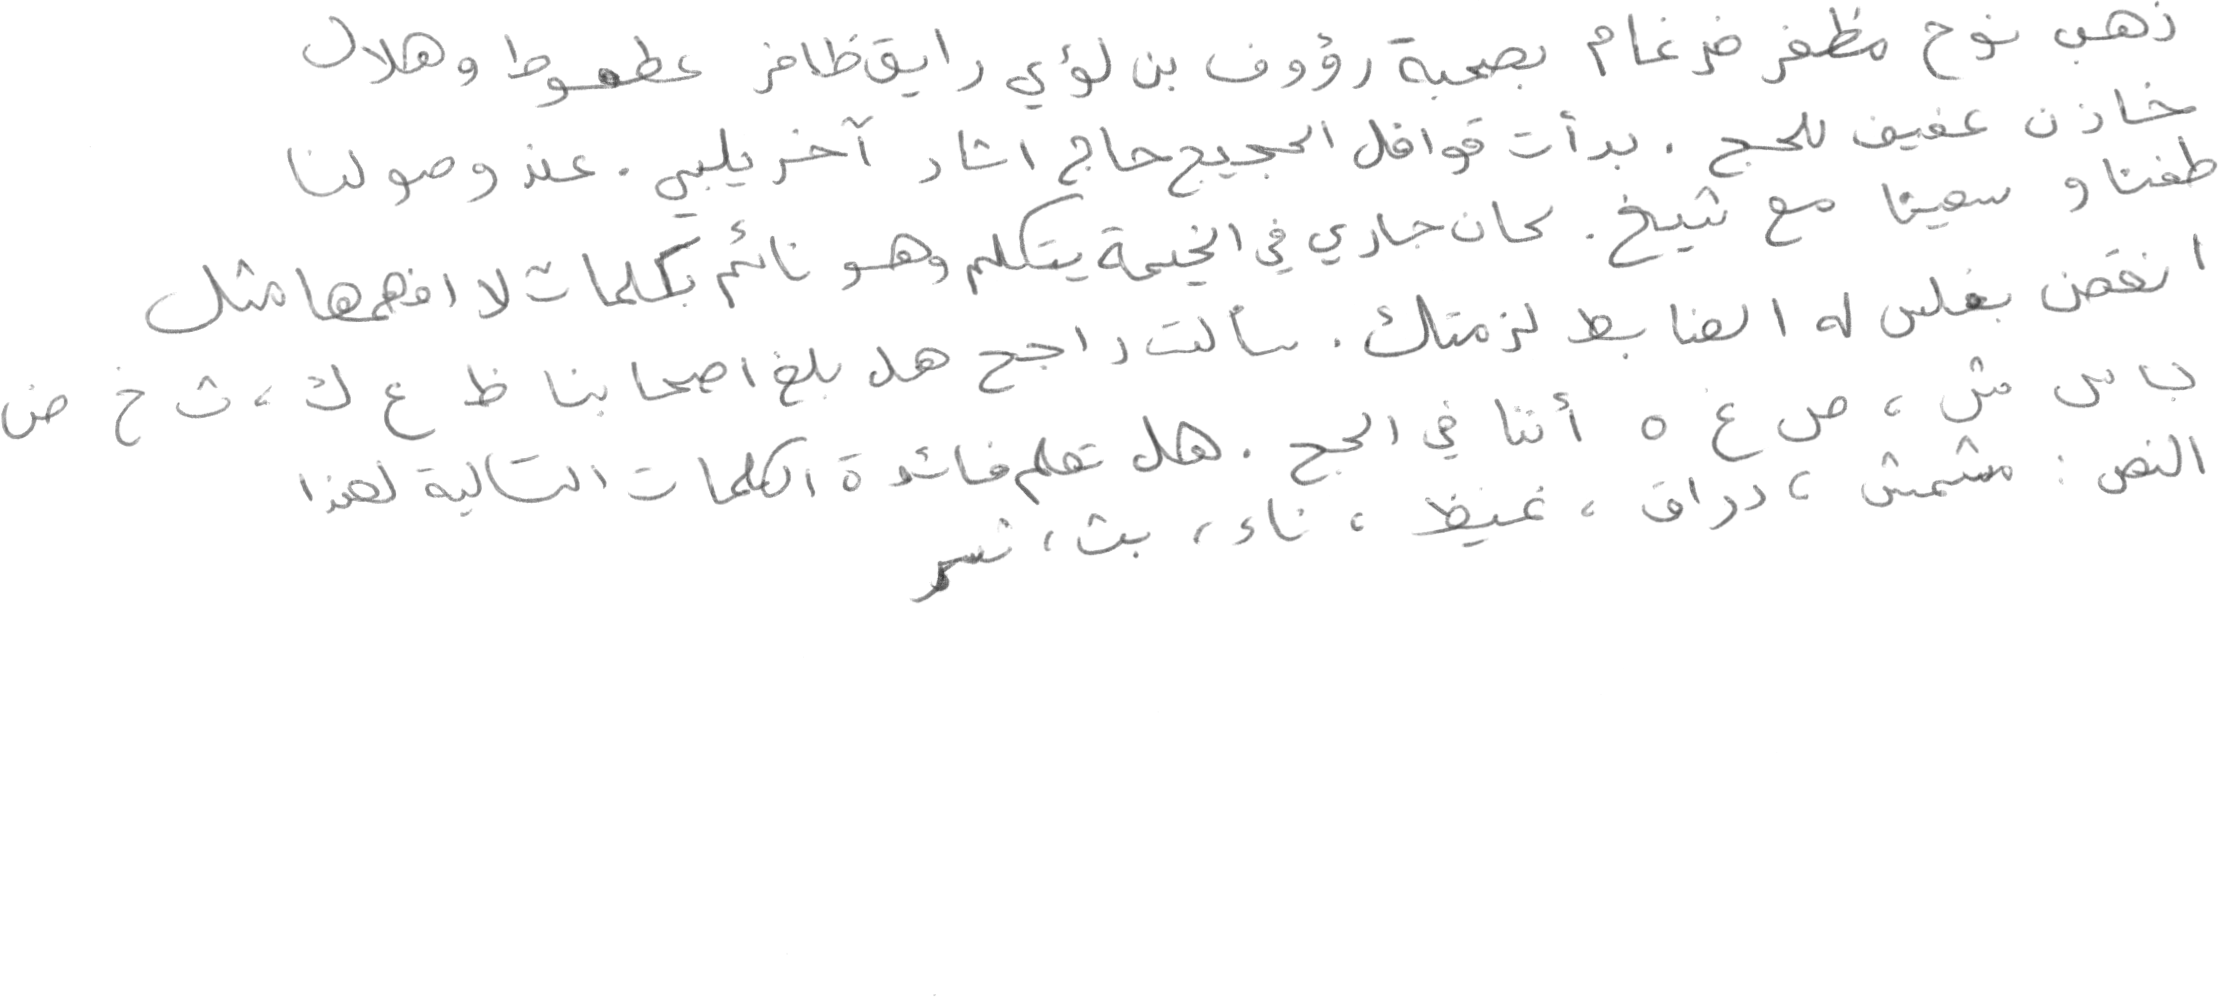 ذهب نوح مظفر ضرغام بصحبة رؤوف بن لؤي رايق ظافر عطعوط وهلال
خازن عفيف للحج . بدأت قوافل الحجيج حاج اشار آخر يلبي . عند وصولنا
طفنا و سعينا مع شيخ . كان جاري في الخيمة يتكلم وهو نائم بكلمات لا افهمها مثل
انغض بغلس له الضابط لزمتك . سألت راجح هل بلغ اصحابنا ظ ع ك ، ث خ ض
ب س ش ، ص غ ه أننا في الحج . هل تعلم فائدة الكلمات التالية لهذا
النص : مشمش ، دراق ، غيظ ، ناء ، بث ، نسر